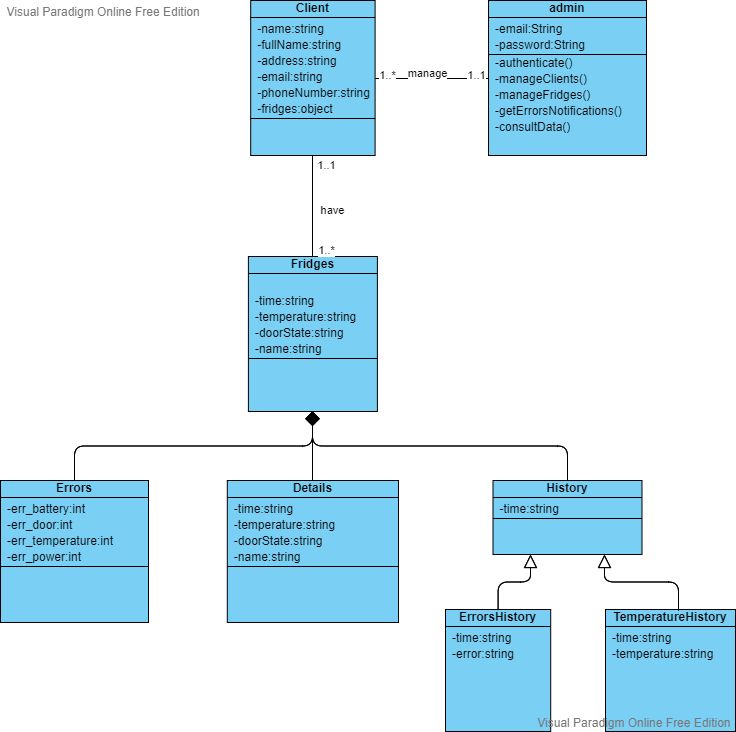 Visual Paradigm Online Free Edition
Client
-name:string
-fullName:string
-address:string
-email:string
-phoneNumber:string
-fridges:object
1..*
manage
1..1
admin
-email:String
-password:String
-authenticate()
-manageClients()
-manageFridges()
-getErrorsNotifications()
-consultData()
1..1
have
1..*
Fridges
-time:string
-temperature:string
-doorState:string
-name:string
Errors
-err_battery:int
-err_door:int
-err_temperature:int
-err_power:int
Details
-time:string
-temperature:string
-doorState:string
-name:string
History
-time:string
ErrorsHistory
-time:string
-error:string
TemperatureHistory
-time:string
-temperature:string
Visual Paradigm Online Free Edition